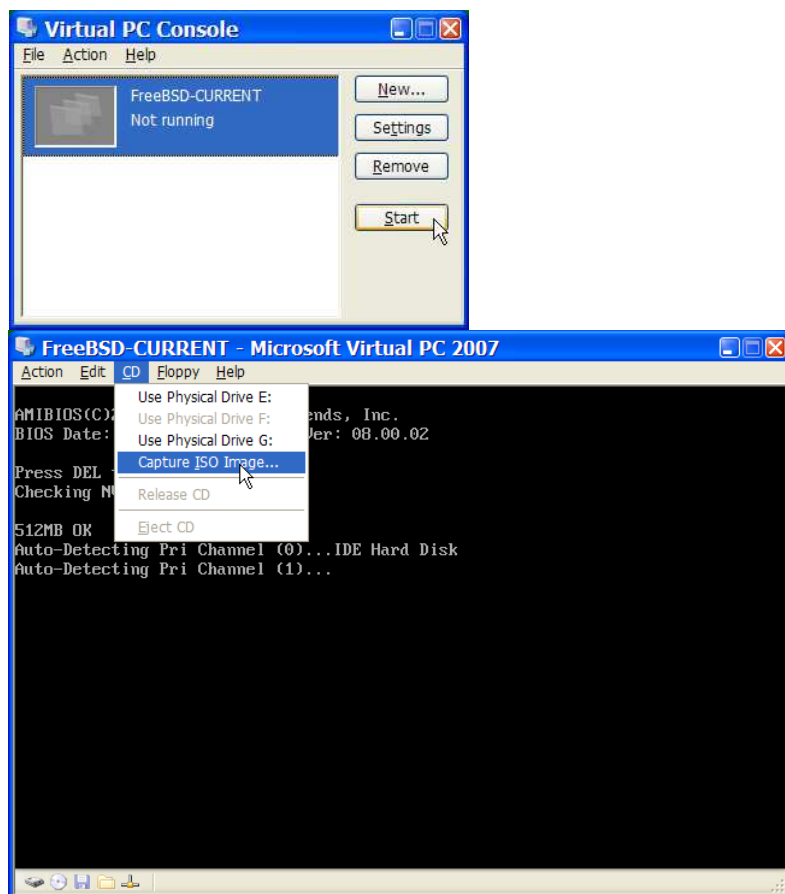 Virtual PC Console
File Action Help
FreeBSD-CURRENT
Not running
New...
Settings
Remove
Start
FreeBSD-CURRENT - Microsoft Virtual PC 2007
Action Edit CD Floppy Help
Use Physical Drive E:
Use Physical Drive F:
Use Physical Drive G:
Capture ISO Image...
Release CD
Eject CD
AMIBIOS(C) ends, Inc.
BIOS Date: Ver: 08.00.02
Press DEL
Checking
512MB OK
Auto-Detecting Pri Channel (0)...IDE Hard Disk
Auto-Detecting Pri Channel (1)...